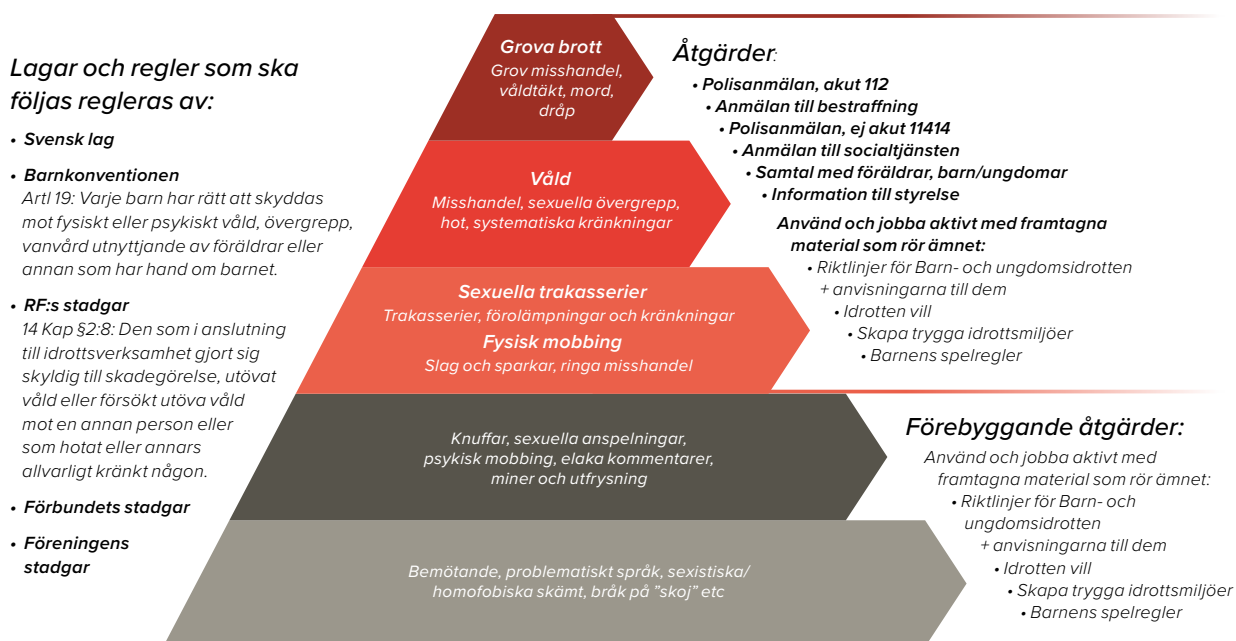 Lagar och regler som ska
följas regleras av:
• Svensk lag
• Barnkonventionen
Artl 19: Varje barn har rätt att skyddas
mot fysiskt eller psykiskt våld, övergrepp,
vanvård utnyttjande av föräldrar eller
annan som har hand om barnet.
• RF:s stadgar
14 Kap §2:8: Den som i anslutning
till idrottsverksamhet gjort sig
skyldig till skadegörelse, utövat
våld eller försökt utöva våld
mot en annan person eller
som hotat eller annars
allvarligt kränkt någon.
• Förbundets stadgar
• Föreningens
stadgar
Grova brott
Grov misshandel,
våldtäkt, mord,
dråp
Våld
Misshandel, sexuella övergrepp,
hot, systematiska kränkningar
Sexuella trakasserier
Trakasserier, förolämpningar och kränkningar
Fysisk mobbing
Slag och sparkar, ringa misshandel
Knuffar, sexuella anspelningar,
psykisk mobbing, elaka kommentarer,
miner och utfrysning
Bemötande, problematiskt språk, sexistiska/
homofobiska skämt, bråk på ”skoj” etc
Åtgärder:
• Polisanmälan, akut 112
• Anmälan till bestraffning
• Polisanmälan, ej akut 11414
• Anmälan till socialtjänsten
• Samtal med föräldrar, barn/ungdomar
• Information till styrelse
Använd och jobba aktivt med framtagna
material som rör ämnet:
• Riktlinjer för Barn- och ungdomsidrotten
+ anvisningarna till dem
• Idrotten vill
• Skapa trygga idrottsmiljöer
• Barnens spelregler
Förebyggande åtgärder:
Använd och jobba aktivt med
framtagna material som rör ämnet:
• Riktlinjer för Barn- och
ungdomsidrotten
+ anvisningarna till dem
• Idrotten vill
• Skapa trygga idrottsmiljöer
• Barnens spelregler